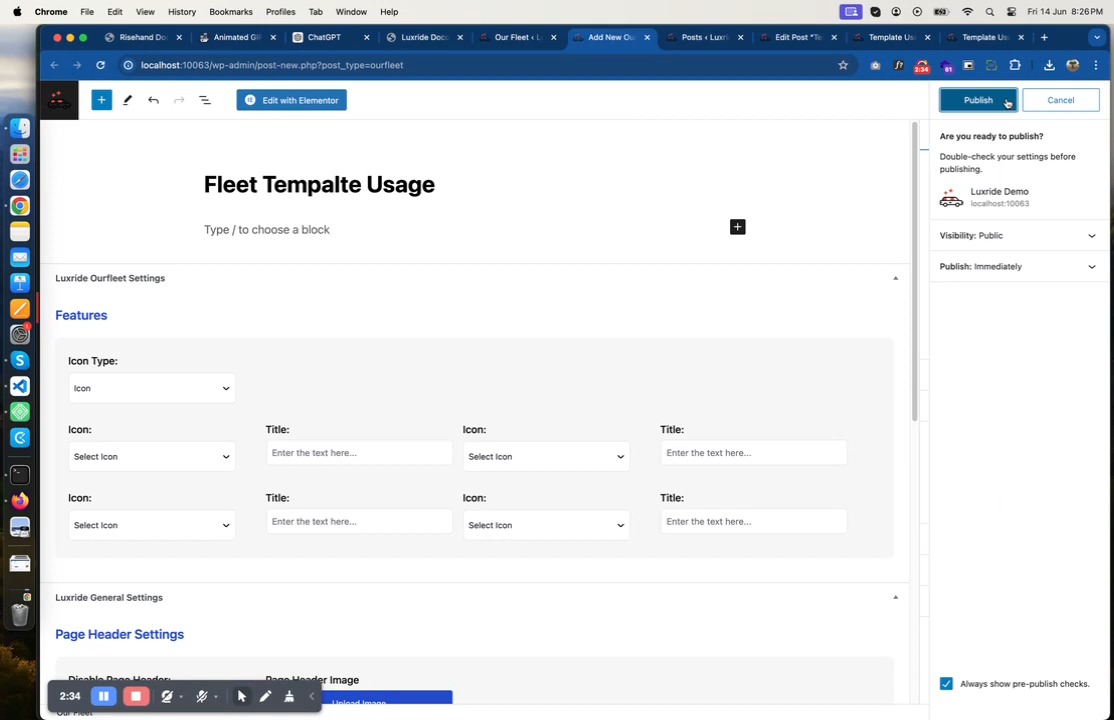 Chrome File Edit View History Bookmarks Profiles Tab Window Help Fri 14 Jun 8:26PM
Risehand Doc Animated GIF ChatGPT Luxride Docu Our Fleet ‹ L Add New Ou Posts ‹ Luxri Edit Post "Te Template Us Template Us
localhost:10063/wp-admin/post-new.php?post_type=ourfleet 2:34 61
Edit with Elementor Publish Cancel
Are you ready to publish?
Double-check your settings before
publishing.
Luxride Demo
localhost:10063
Visibility: Public
Publish: Immediately
Fleet Tempalte Usage
Type / to choose a block
Luxride Ourfleet Settings
Features
Icon Type:
Icon
Icon: Title: Icon: Title:
Select Icon Enter the text here... Select Icon Enter the text here...
Icon: Title: Icon: Title:
Select Icon Enter the text here... Select Icon Enter the text here...
Luxride General Settings
Page Header Settings
Disable Page Header: Page Header Image
Upload Image
2:34
Our Fleet
Always show pre-publish checks.